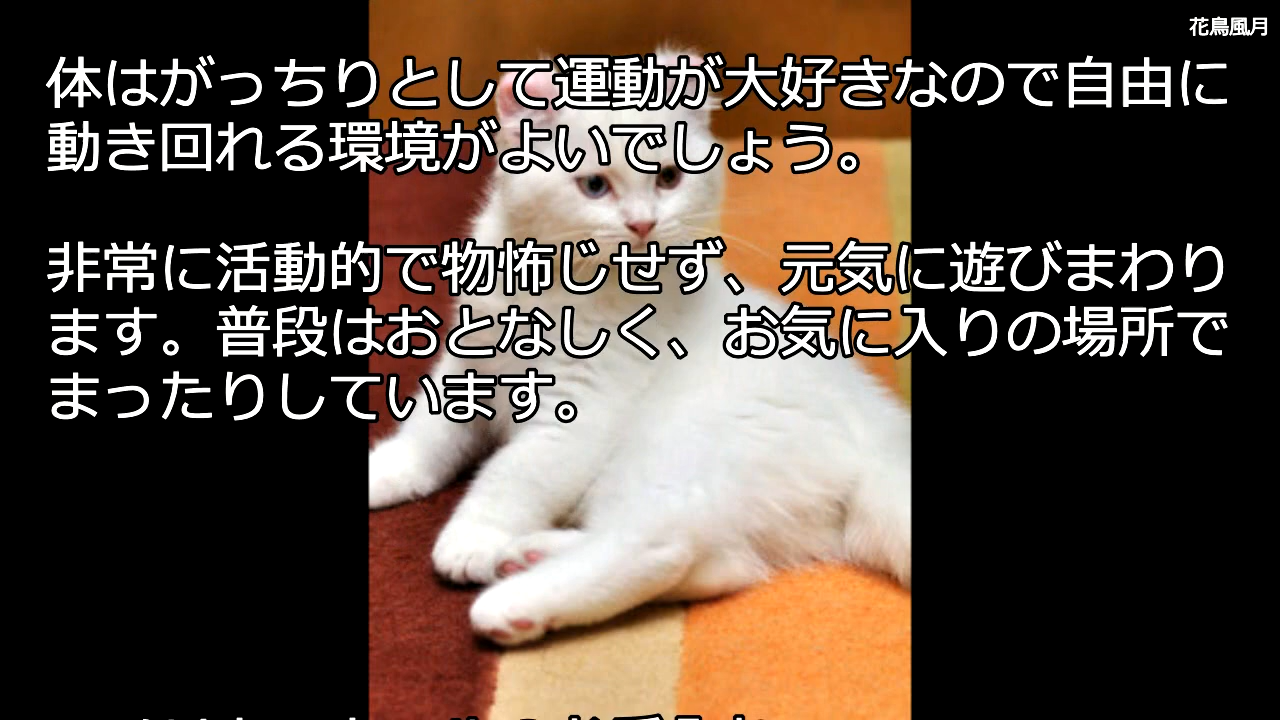 花鳥風月
体はがっちりとして運動が大好きなので自由に
動き回れる環境がよいでしょう。
非常に活動的で物怖じせず、元気に遊びまわり
ます。普段はおとなしく、お気に入りの場所で
まったりしています。